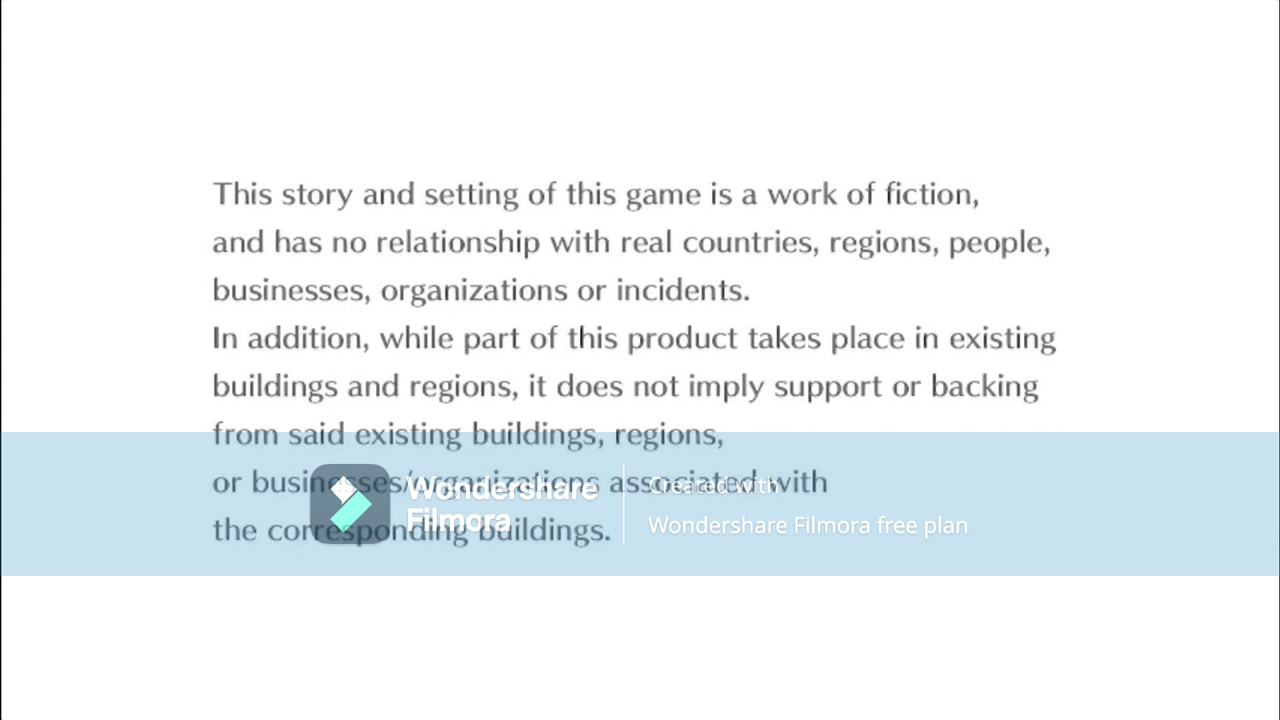 This story and setting of this game is a work of fiction,
and has no relationship with real countries, regions, people,
businesses, organizations or incidents.
In addition, while part of this product takes place in existing
buildings and regions, it does not imply support or backing
from said existing buildings, regions,
or businesses/organizations associated with
the corresponding buildings.
Wondershare
Filmora
Created with
Wondershare Filmora free plan